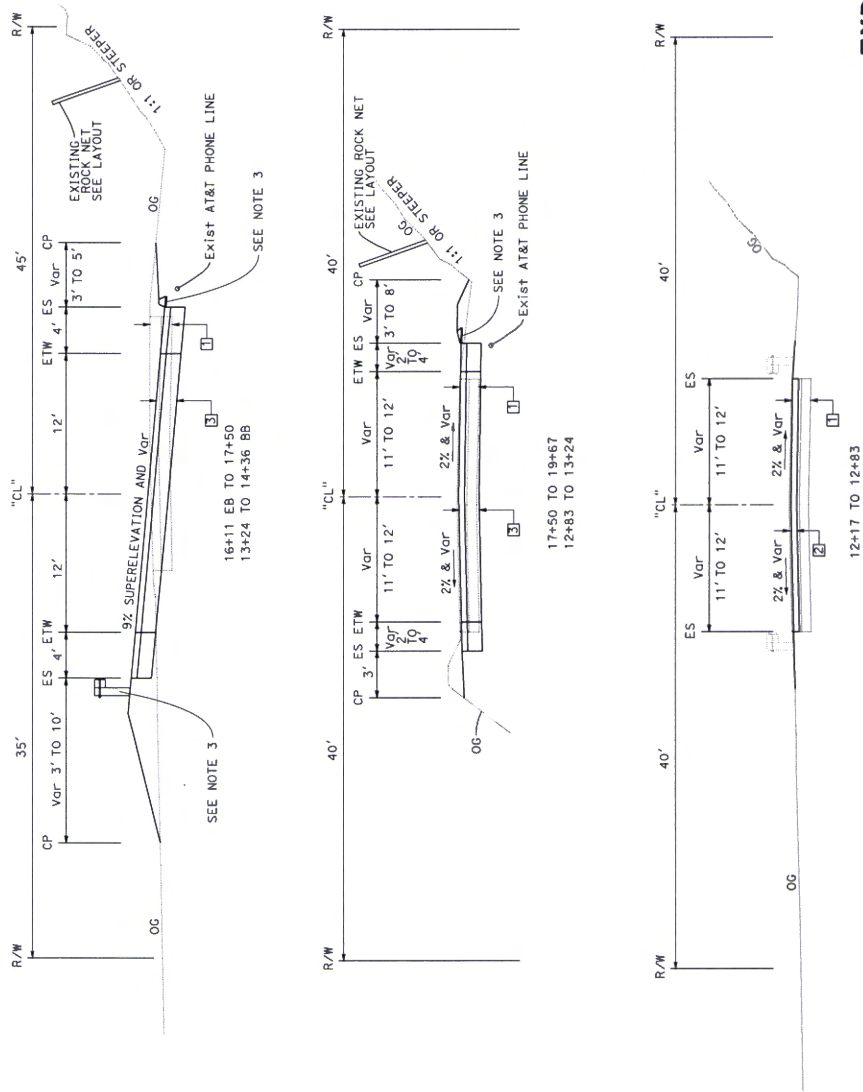 R/W
"CL"
R/W
35'
45'
CP
ES
ETW
ETW
ES
CP
Var 3' TO 10'
4'
12'
12'
4'
Var
3' TO 5'
EXISTING
ROCK NET
SEE LAYOUT
1:1 OR STEEPER
9% SUPERELEVATION AND Var
OG
OG
Exist AT&T PHONE LINE
SEE NOTE 3
SEE NOTE 3
3
1
16+11 EB TO 17+50
13+24 TO 14+36 BB
R/W
"CL"
R/W
40'
40'
CP
ES
ETW
ETW
ES
CP
3'
Var
2' TO 4'
Var
11' TO 12'
Var
11' TO 12'
Var
2' TO 4'
Var
3' TO 8'
EXISTING ROCK NET
SEE LAYOUT
OG
1:1 OR STEEPER
2% & Var
2% & Var
OG
SEE NOTE 3
Exist AT&T PHONE LINE
3
1
17+50 TO 19+67
12+83 TO 13+24
R/W
"CL"
R/W
40'
40'
ES
ES
Var
11' TO 12'
Var
11' TO 12'
2% & Var
2% & Var
OG
OG
2
1
12+17 TO 12+83